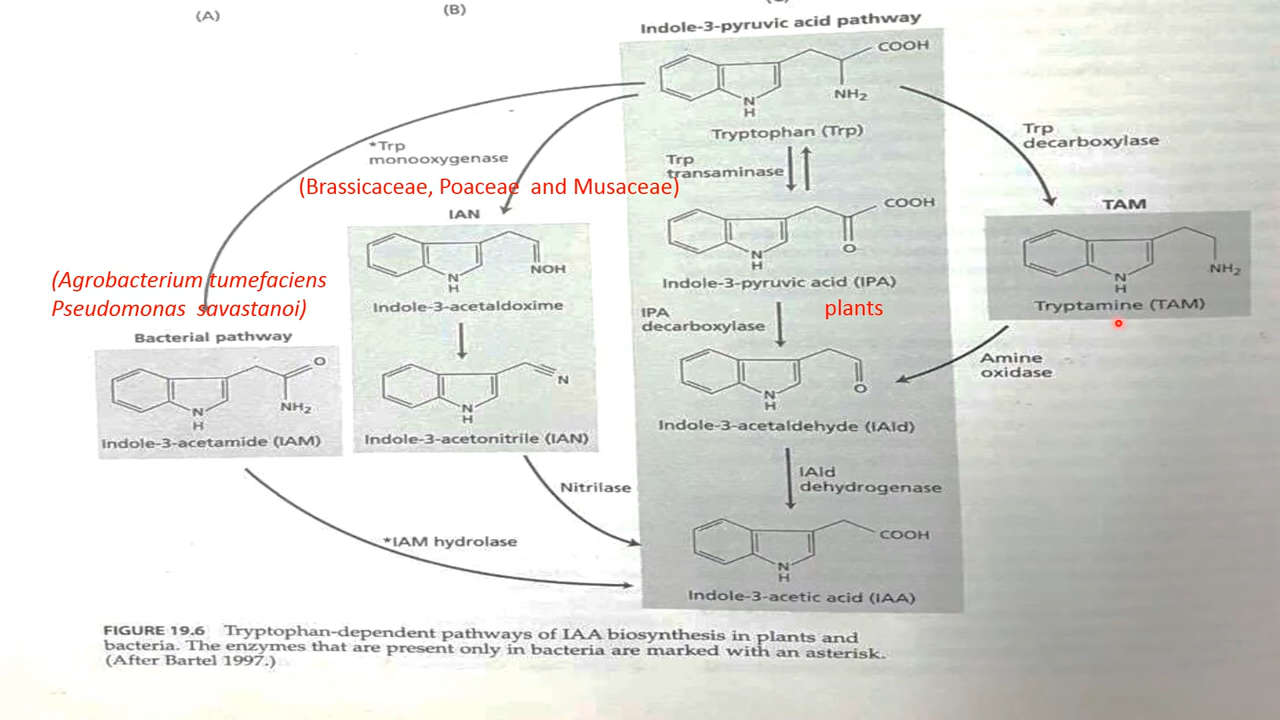 (A)
(B)
Indole-3-pyruvic acid pathway
COOH
NH2
N
H
Tryptophan (Trp)
*Trp
monooxygenase
Trp
transaminase
Trp
decarboxylase
(Brassicaceae, Poaceae and Musaceae)
IAN
NOH
N
H
Indole-3-acetaldoxime
COOH
O
N
H
Indole-3-pyruvic acid (IPA)
TAM
NH2
N
H
Tryptamine (TAM)
(Agrobacterium tumefaciens
Pseudomonas savastanoi)
IPA
decarboxylase
plants
Bacterial pathway
O
NH2
N
H
Indole-3-acetamide (IAM)
N
N
H
Indole-3-acetonitrile (IAN)
O
N
H
Indole-3-acetaldehyde (IAld)
Amine
oxidase
Nitrilase
IAld
dehydrogenase
*IAM hydrolase
COOH
N
H
Indole-3-acetic acid (IAA)
FIGURE 19.6 Tryptophan-dependent pathways of IAA biosynthesis in plants and
bacteria. The enzymes that are present only in bacteria are marked with an asterisk.
(After Bartel 1997.)